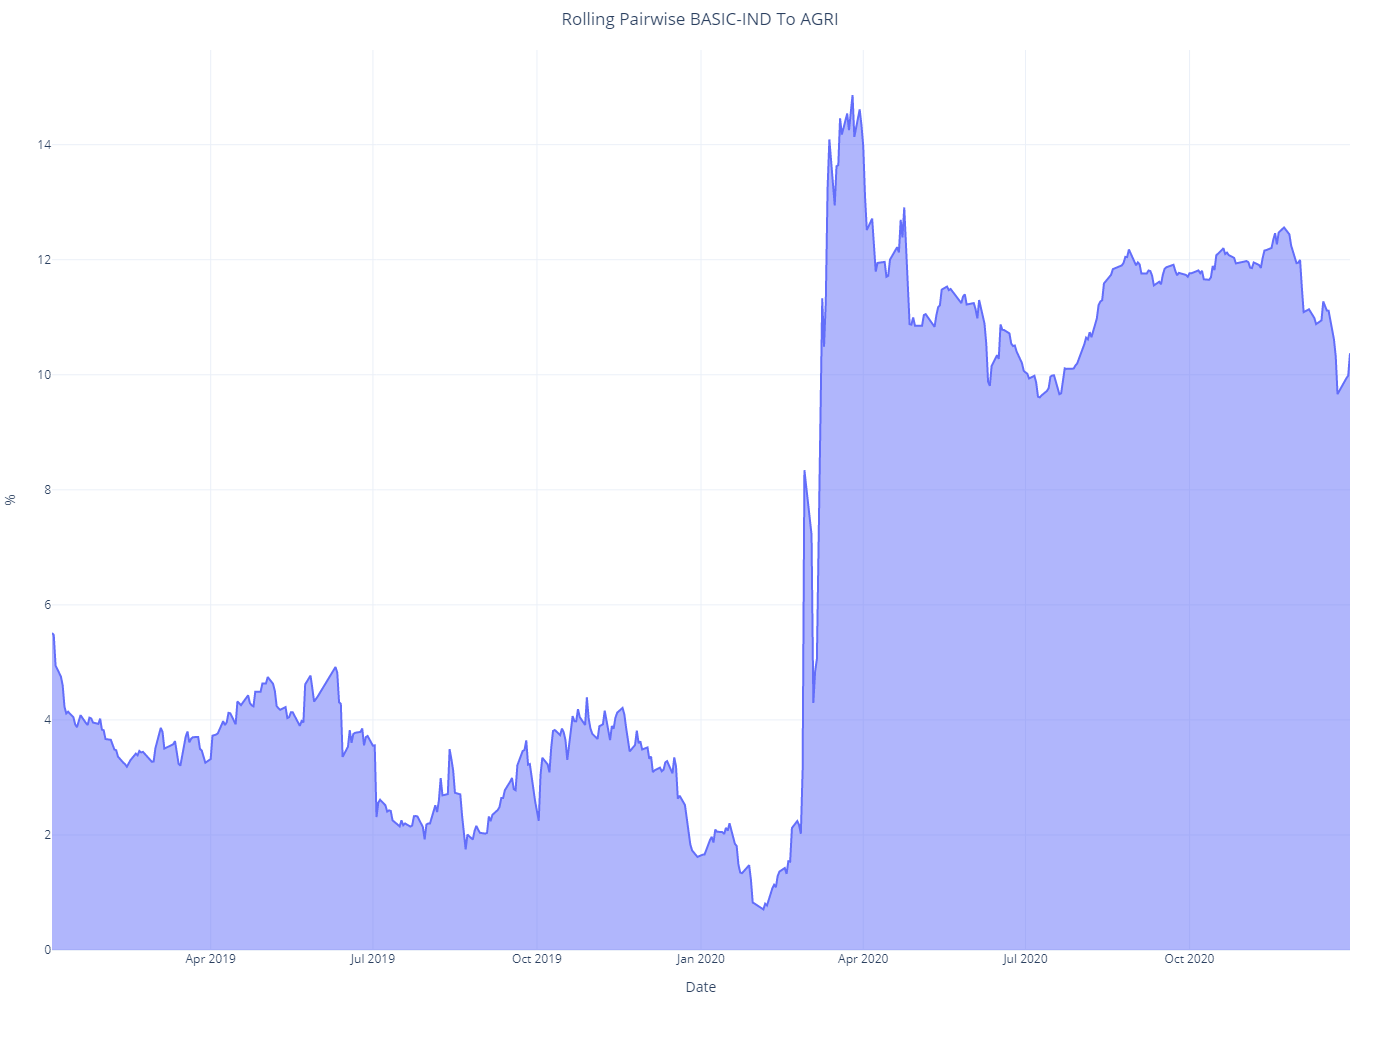 Rolling Pairwise BASIC-IND To AGRI
14
12
10
8
6
4
2
0
%
Apr 2019
Jul 2019
Oct 2019
Jan 2020
Apr 2020
Jul 2020
Oct 2020
Date